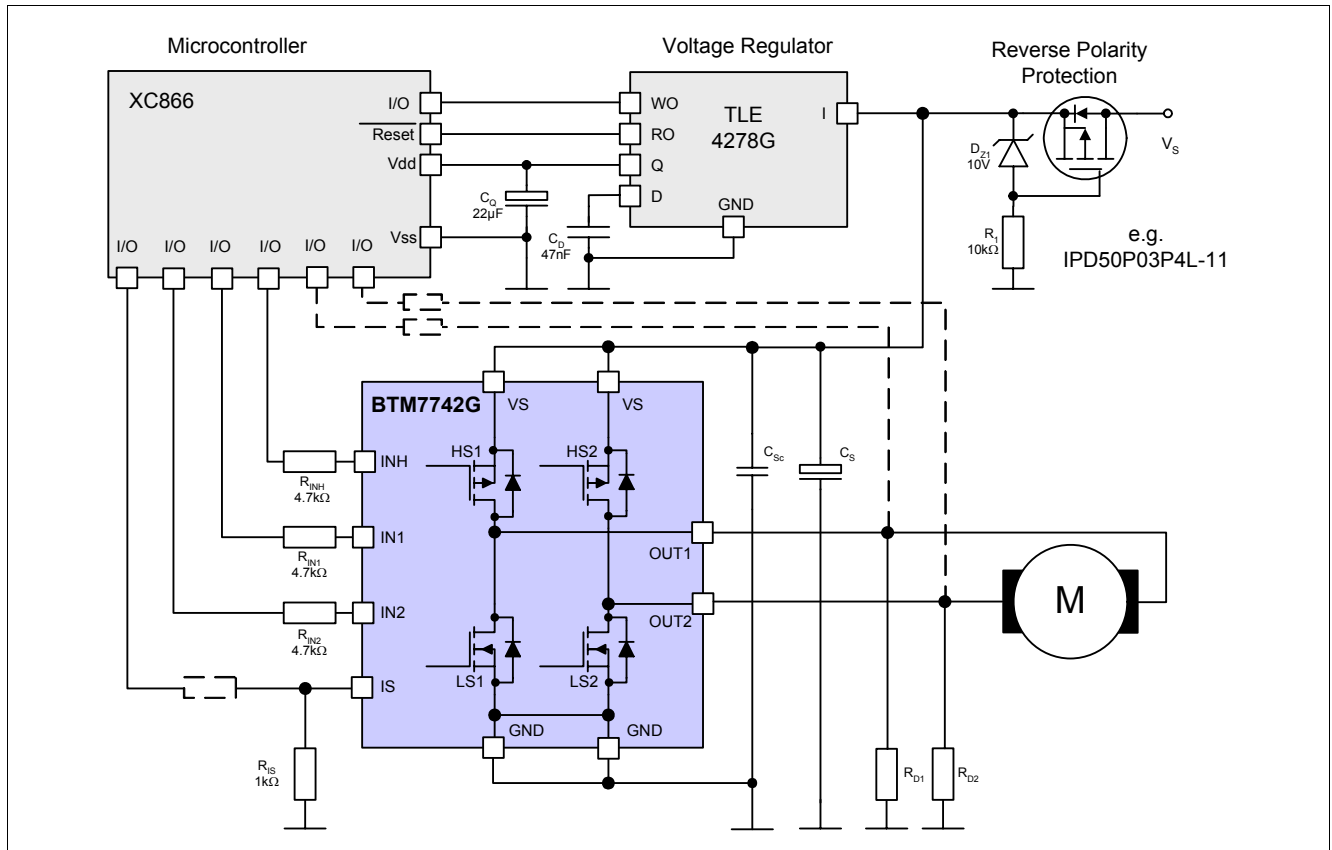 Microcontroller
Voltage Regulator
Reverse Polarity
Protection
XC866
I/O
Reset
Vdd
Vss
I/O
I/O
I/O
I/O
I/O
I/O
WO
RO
Q
D
TLE
4278G
I
GND
C_Q
22µF
C_D
47nF
D_Z1
10V
R_1
10kΩ
V_S
e.g.
IPD50P03P4L-11
BTM7742G
VS
VS
HS1
HS2
C_Sc
C_S
INH
R_INH
4.7kΩ
IN1
R_IN1
4.7kΩ
IN2
R_IN2
4.7kΩ
IS
R_IS
1kΩ
OUT1
OUT2
LS1
LS2
GND
GND
M
R_D1
R_D2